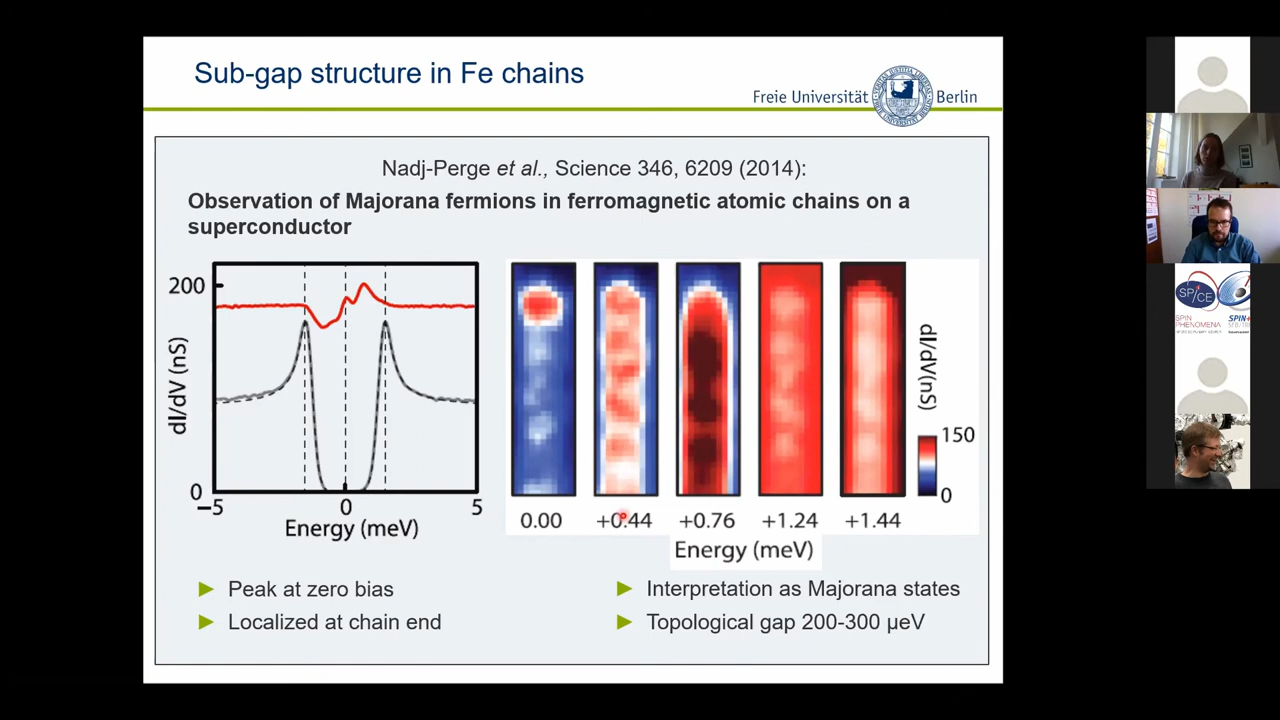 Sub-gap structure in Fe chains
Freie Universität Berlin
Nadj-Perge et al., Science 346, 6209 (2014):
Observation of Majorana fermions in ferromagnetic atomic chains on a
superconductor
200
0
dI/dV (nS)
−5 0 5
Energy (meV)
0.00 +0.44 +0.76 +1.24 +1.44
Energy (meV)
dI/dV(nS)
150
0
► Peak at zero bias
► Localized at chain end
► Interpretation as Majorana states
► Topological gap 200-300 μeV
SPICE
SPIN
PHENOMENA
SPIN+